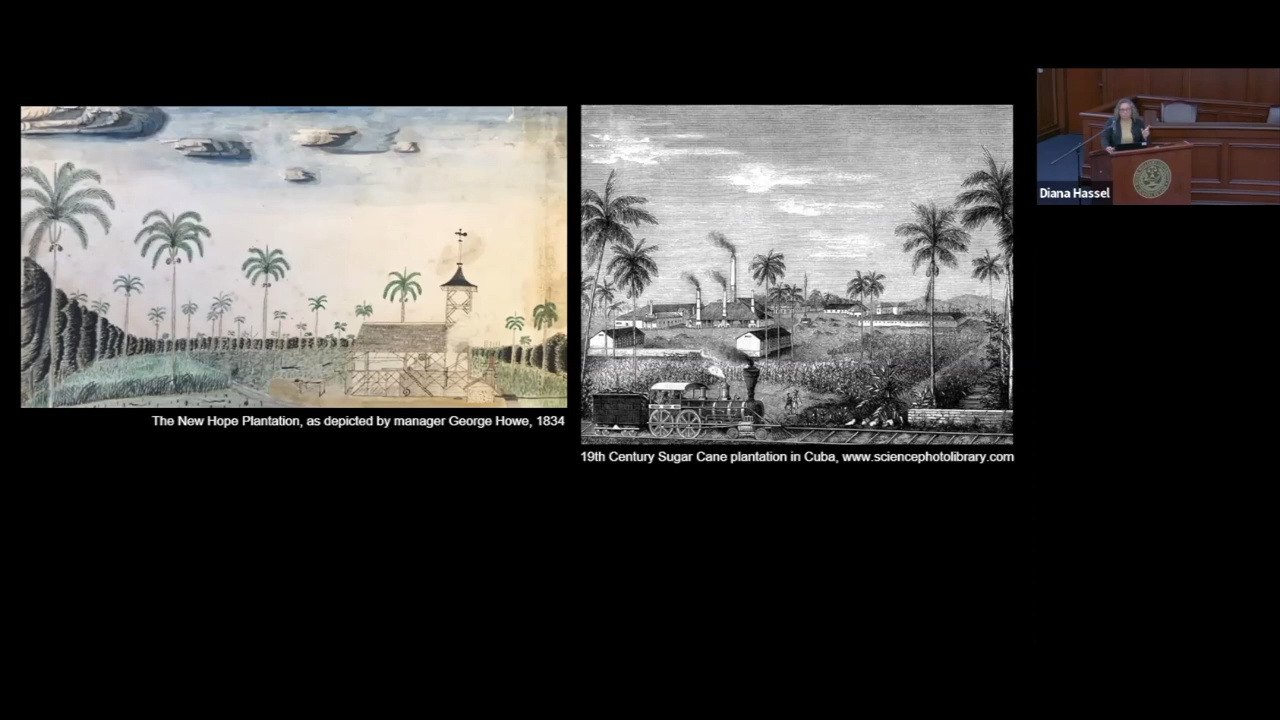 Diana Hassel
The New Hope Plantation, as depicted by manager George Howe, 1834
19th Century Sugar Cane plantation in Cuba, www.sciencephotolibrary.com